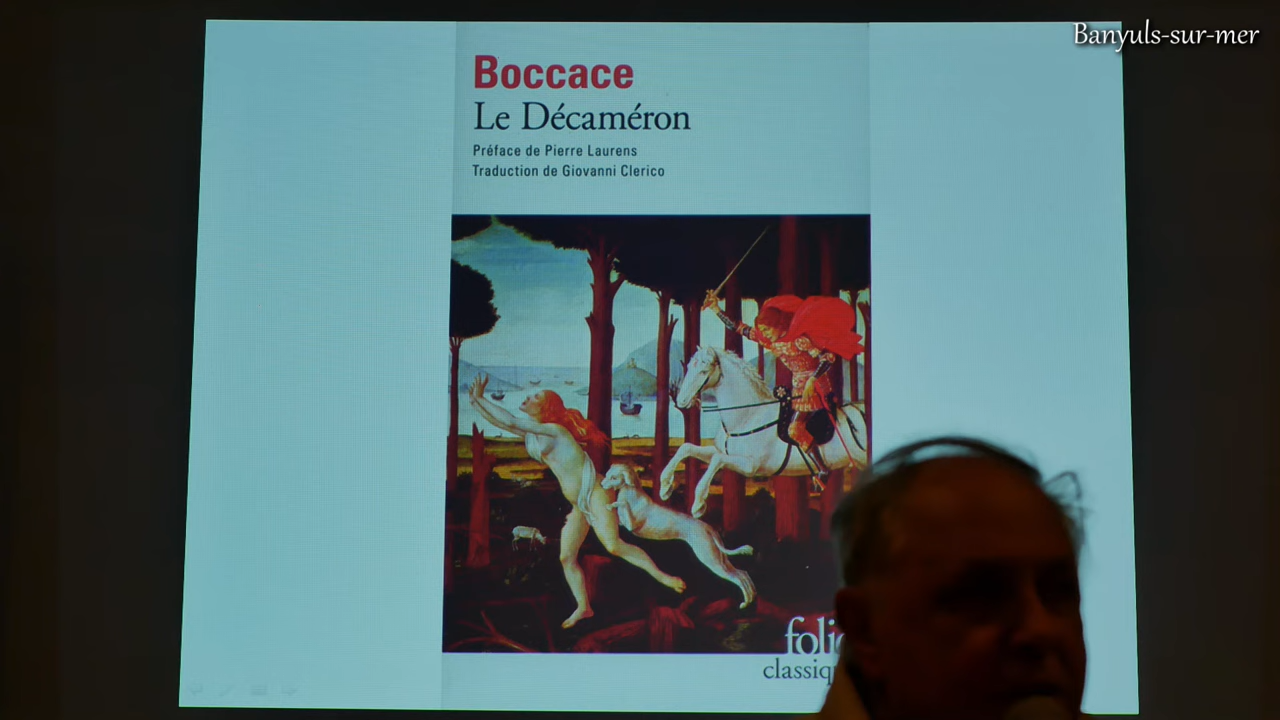 Banyuls-sur-mer
Boccace
Le Décaméron
Préface de Pierre Laurens
Traduction de Giovanni Clerico